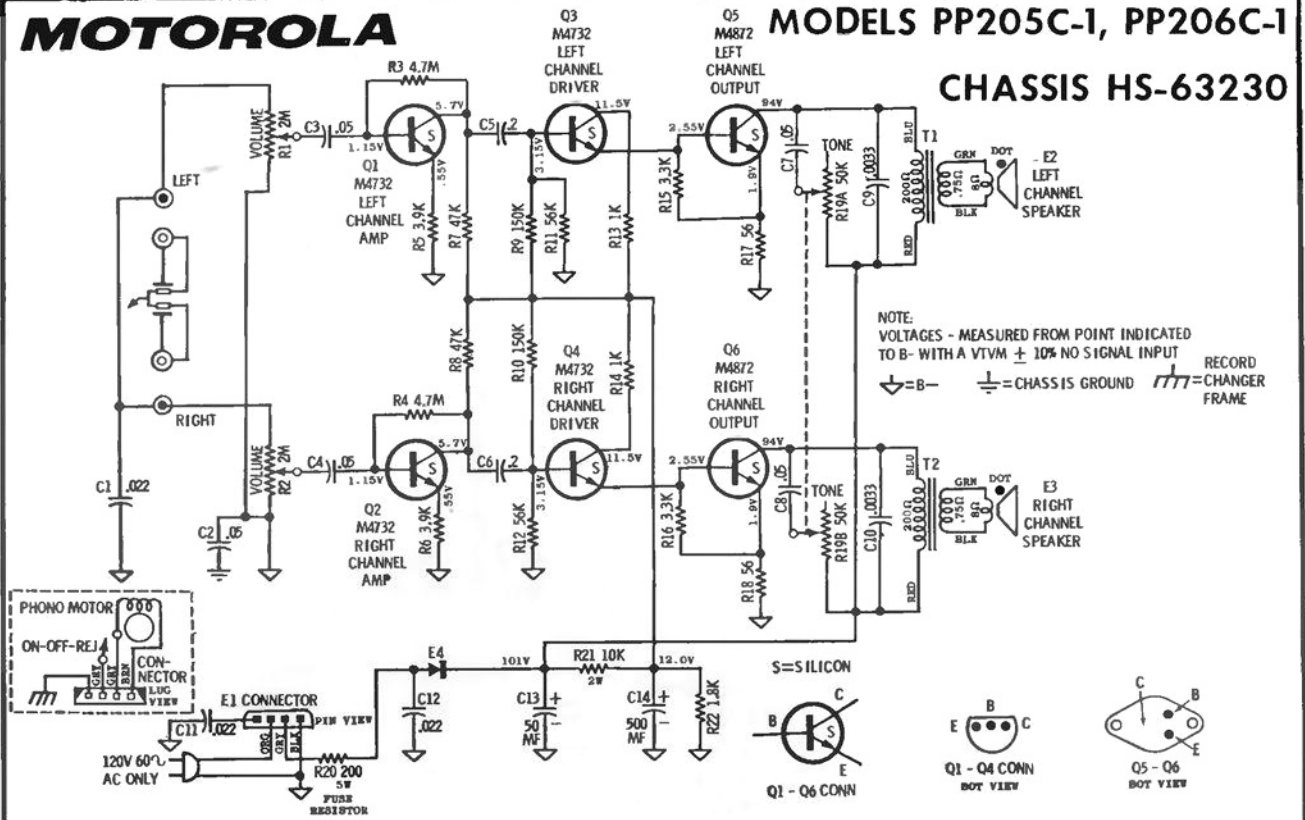 MOTOROLA
MODELS PP205C-1, PP206C-1
CHASSIS HS-63230
Q3
M4732
LEFT
CHANNEL
DRIVER
Q5
M4872
LEFT
CHANNEL
OUTPUT
R3 4.7M
5.7V
11.5V
94V
VOLUME
R1 2M
C3 .05
1.15V
S
.55V
C5 .2
3.15V
S
2.55V
S
1.9V
C7 .05
TONE
R19A 50K
C9 .0033
BLU
T1
200Ω
RED
GRN
.75Ω
BLK
DOT
8Ω
E2
LEFT
CHANNEL
SPEAKER
LEFT
Q1
M4732
LEFT
CHANNEL
AMP
R5 3.9K
R7 47K
R9 150K
R11 56K
R13 1K
R15 3.3K
R17 56
NOTE:
VOLTAGES - MEASURED FROM POINT INDICATED
TO B- WITH A VTVM ± 10% NO SIGNAL INPUT
=B-
=CHASSIS GROUND
=RECORD
CHANGER
FRAME
R8 47K
R10 150K
Q4
M4732
RIGHT
CHANNEL
DRIVER
R14 1K
Q6
M4872
RIGHT
CHANNEL
OUTPUT
RIGHT
R4 4.7M
5.7V
11.5V
94V
VOLUME
R2 2M
C4 .05
1.15V
S
.55V
C6 .2
3.15V
S
2.55V
S
1.9V
C8 .05
TONE
R19B 50K
C10 .0033
BLU
T2
200Ω
RED
GRN
.75Ω
BLK
DOT
8Ω
E3
RIGHT
CHANNEL
SPEAKER
C1 .022
C2 .05
Q2
M4732
RIGHT
CHANNEL
AMP
R6 3.9K
R12 56K
R16 3.3K
R18 56
PHONO MOTOR
ON-OFF-REJ
GRY
GRY
BRN
CON-
NECTOR
LUG
VIEW
E1 CONNECTOR
PIN VIEW
C11 .022
ORG
GRY
BLK
120V 60~
AC ONLY
R20 200
5W
FUSE
RESISTOR
E4
C12
.022
101V
R21 10K
2W
12.0V
C13 +
50 -
MF
C14 +
500 -
MF
R22 1.8K
S=SILICON
B
C
S
E
Q1 - Q6 CONN
B
E
C
Q1 - Q4 CONN
BOT VIEW
C
B
E
Q5 - Q6
BOT VIEW